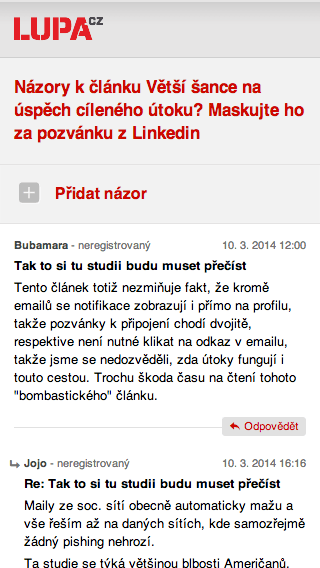 LUPA.CZ
Názory k článku Větší šance na
úspěch cíleného útoku? Maskujte ho
za pozvánku z Linkedin
Přidat názor
Bubamara - neregistrovaný 10. 3. 2014 12:00
Tak to si tu studii budu muset přečíst
Tento článek totiž nezmiňuje fakt, že kromě
emailů se notifikace zobrazují i přímo na profilu,
takže pozvánky k připojení chodí dvojitě,
respektive není nutné klikat na odkaz v emailu,
takže jsme se nedozvěděli, zda útoky fungují i
touto cestou. Trochu škoda času na čtení tohoto
"bombastického" článku.
Odpovědět
Jojo - neregistrovaný 10. 3. 2014 16:16
Re: Tak to si tu studii budu muset přečíst
Maily ze soc. sítí obecně automaticky mažu a
vše řeším až na daných sítích, kde samozřejmě
žádný pishing nehrozí.
Ta studie se týká většinou blbosti Američanů.